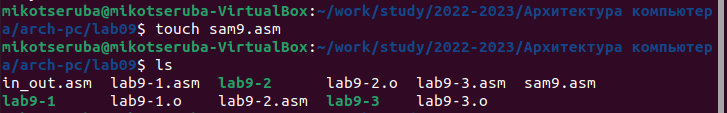 mikotseruba@mikotseruba-VirtualBox:~/work/study/2022-2023/Архитектура компьютер
а/arch-pc/lab09$ touch sam9.asm
mikotseruba@mikotseruba-VirtualBox:~/work/study/2022-2023/Архитектура компьютер
а/arch-pc/lab09$ ls
in_out.asm lab9-1.asm lab9-2 lab9-2.o lab9-3.asm sam9.asm
lab9-1 lab9-1.o lab9-2.asm lab9-3 lab9-3.o